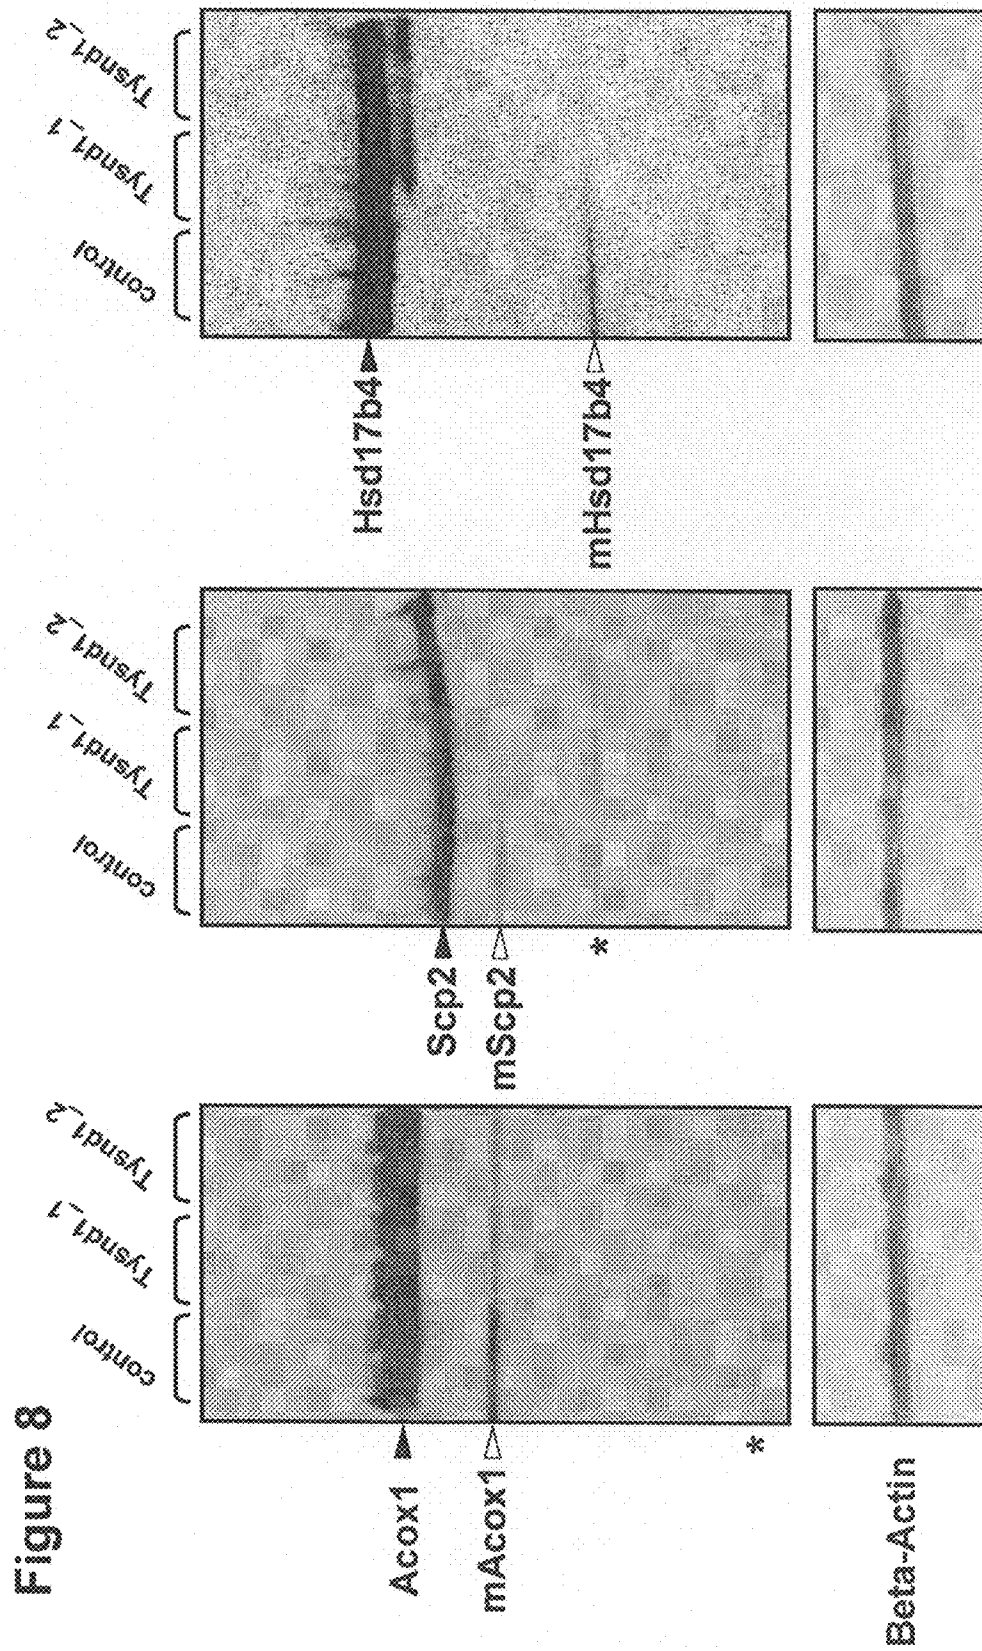 Figure 8
control
Tysnd1_1
Tysnd1_2
Acox1
mAcox1
*
control
Tysnd1_1
Tysnd1_2
Scp2
mScp2
*
control
Tysnd1_1
Tysnd1_2
Hsd17b4
mHsd17b4
Beta-Actin